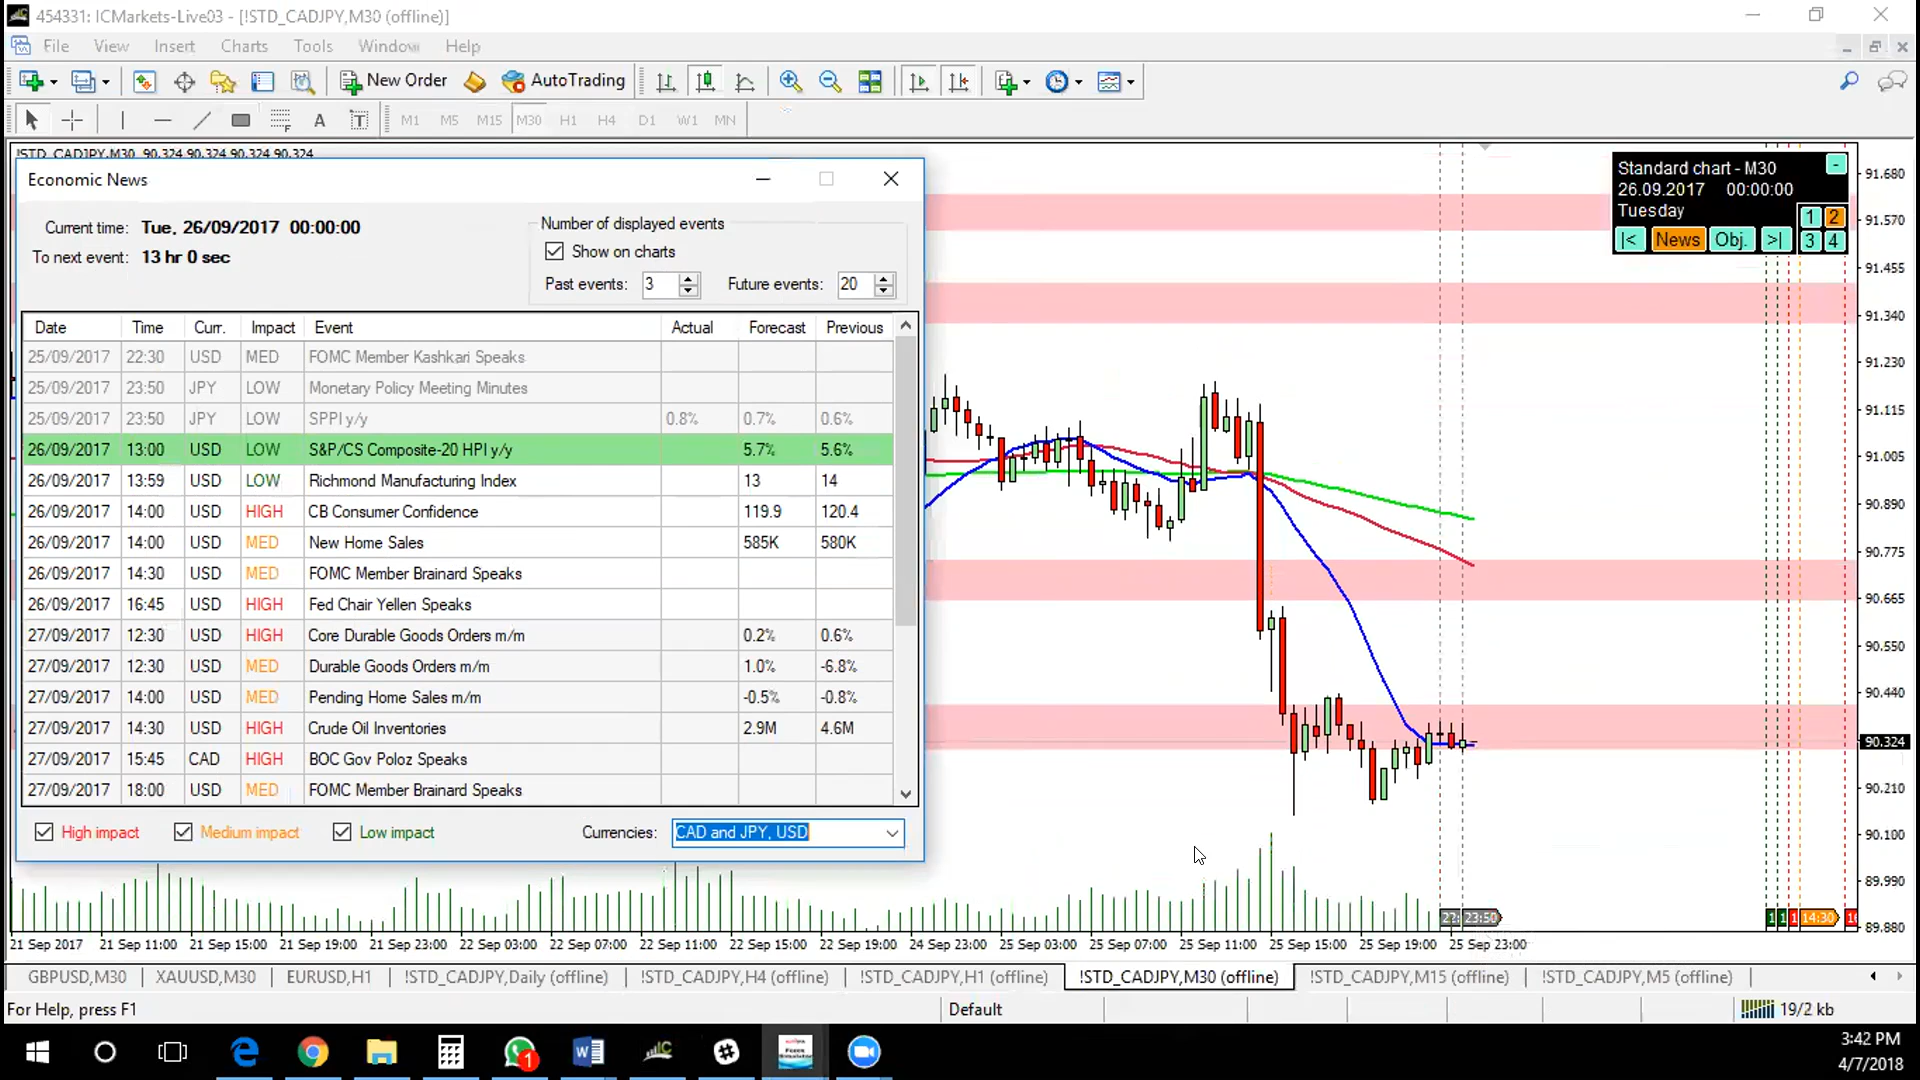 454331: ICMarkets-Live03 - [!STD_CADJPY,M30 (offline)]
File View Insert Charts Tools Window Help
New Order AutoTrading
A T M1 M5 M15 M30 H1 H4 D1 W1 MN
!STD_CADJPY,M30 90.324 90.324 90.324 90.324
Economic News
Current time: Tue, 26/09/2017 00:00:00
To next event: 13 hr 0 sec
Number of displayed events
Show on charts
Past events: 3 Future events: 20
Date Time Curr. Impact Event Actual Forecast Previous
25/09/2017 22:30 USD MED FOMC Member Kashkari Speaks
25/09/2017 23:50 JPY LOW Monetary Policy Meeting Minutes
25/09/2017 23:50 JPY LOW SPPI y/y 0.8% 0.7% 0.6%
26/09/2017 13:00 USD LOW S&P/CS Composite-20 HPI y/y 5.7% 5.6%
26/09/2017 13:59 USD LOW Richmond Manufacturing Index 13 14
26/09/2017 14:00 USD HIGH CB Consumer Confidence 119.9 120.4
26/09/2017 14:00 USD MED New Home Sales 585K 580K
26/09/2017 14:30 USD MED FOMC Member Brainard Speaks
26/09/2017 16:45 USD HIGH Fed Chair Yellen Speaks
27/09/2017 12:30 USD HIGH Core Durable Goods Orders m/m 0.2% 0.6%
27/09/2017 12:30 USD MED Durable Goods Orders m/m 1.0% -6.8%
27/09/2017 14:00 USD MED Pending Home Sales m/m -0.5% -0.8%
27/09/2017 14:30 USD HIGH Crude Oil Inventories 2.9M 4.6M
27/09/2017 15:45 CAD HIGH BOC Gov Poloz Speaks
27/09/2017 18:00 USD MED FOMC Member Brainard Speaks
High impact Medium impact Low impact Currencies: CAD and JPY, USD
Standard chart - M30 -
26.09.2017 00:00:00
Tuesday 1 2
|< News Obj. >| 3 4
91.680
91.570
91.455
91.340
91.230
91.115
91.005
90.890
90.775
90.665
90.550
90.440
90.324
90.210
90.100
89.990
89.880
22: 23:50 1 1 1 14:30 16
21 Sep 2017 21 Sep 11:00 21 Sep 15:00 21 Sep 19:00 21 Sep 23:00 22 Sep 03:00 22 Sep 07:00 22 Sep 11:00 22 Sep 15:00 22 Sep 19:00 24 Sep 23:00 25 Sep 03:00 25 Sep 07:00 25 Sep 11:00 25 Sep 15:00 25 Sep 19:00 25 Sep 23:00
GBPUSD,M30 XAUUSD,M30 EURUSD,H1 !STD_CADJPY,Daily (offline) !STD_CADJPY,H4 (offline) !STD_CADJPY,H1 (offline) !STD_CADJPY,M30 (offline) !STD_CADJPY,M15 (offline) !STD_CADJPY,M5 (offline)
For Help, press F1 Default 19/2 kb
3:42 PM
4/7/2018